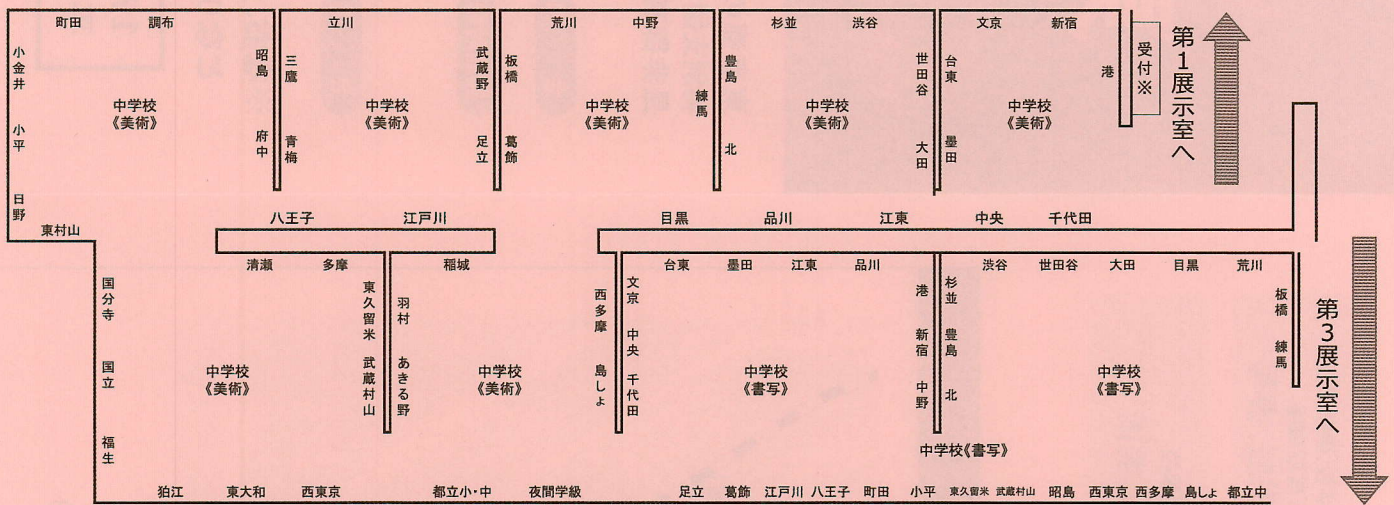 町田
調布
立川
荒川
中野
杉並
渋谷
文京
新宿
小金井
小平
日野
東村山
昭島
府中
三鷹
青梅
武蔵野
足立
板橋
葛飾
豊島
北
練馬
世田谷
大田
台東
墨田
港
受付※
第1展示室へ
中学校
《美術》
中学校
《美術》
中学校
《美術》
中学校
《美術》
中学校
《美術》
八王子
江戸川
目黒
品川
江東
中央
千代田
清瀬
多摩
稲城
台東
墨田
江東
品川
渋谷
世田谷
大田
目黒
荒川
国分寺
国立
福生
東久留米
武蔵村山
羽村
あきる野
西多摩
島しょ
文京
中央
千代田
港
新宿
中野
杉並
豊島
北
板橋
練馬
第3展示室へ
中学校
《美術》
中学校
《美術》
中学校
《書写》
中学校
《書写》
中学校《書写》
狛江
東大和
西東京
都立小・中
夜間学級
足立
葛飾
江戸川
八王子
町田
小平
東久留米
武蔵村山
昭島
西東京
西多摩
島しょ
都立中